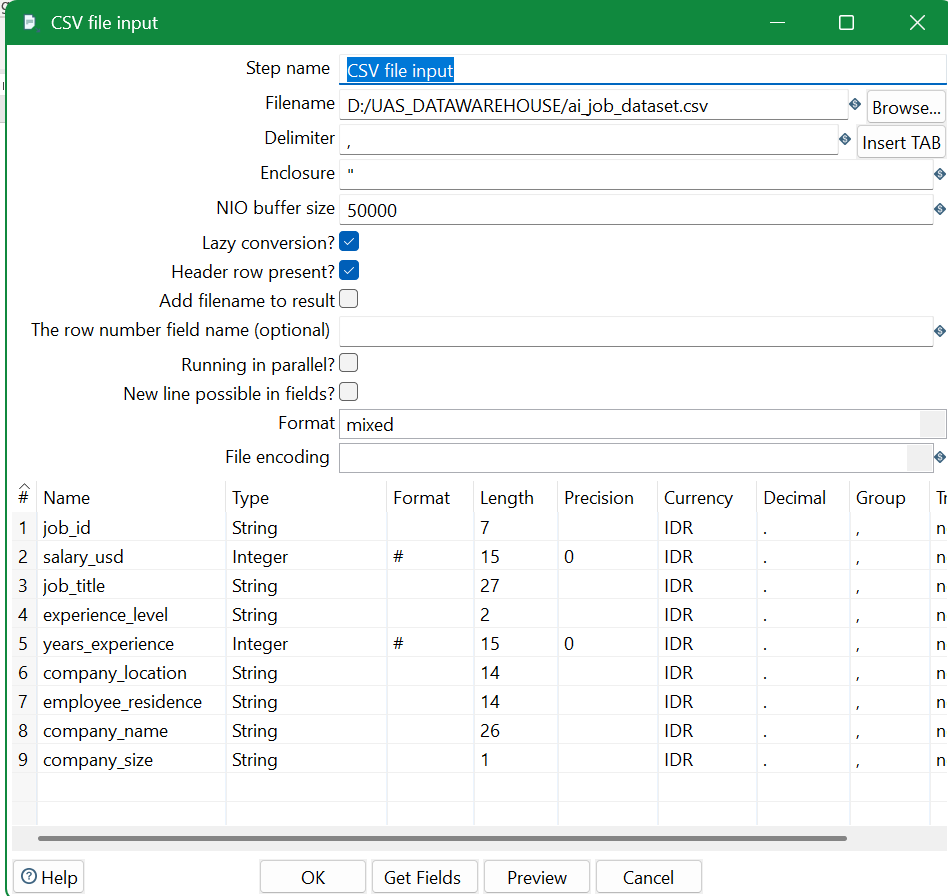 CSV file input
Step name CSV file input
Filename D:/UAS_DATAWAREHOUSE/ai_job_dataset.csv Browse...
Delimiter , Insert TAB
Enclosure "
NIO buffer size 50000
Lazy conversion?
Header row present?
Add filename to result
The row number field name (optional)
Running in parallel?
New line possible in fields?
Format mixed
File encoding
# Name Type Format Length Precision Currency Decimal Group Tr
1 job_id String 7 IDR . , n
2 salary_usd Integer # 15 0 IDR . , n
3 job_title String 27 IDR . , n
4 experience_level String 2 IDR . , n
5 years_experience Integer # 15 0 IDR . , n
6 company_location String 14 IDR . , n
7 employee_residence String 14 IDR . , n
8 company_name String 26 IDR . , n
9 company_size String 1 IDR . , n
Help OK Get Fields Preview Cancel